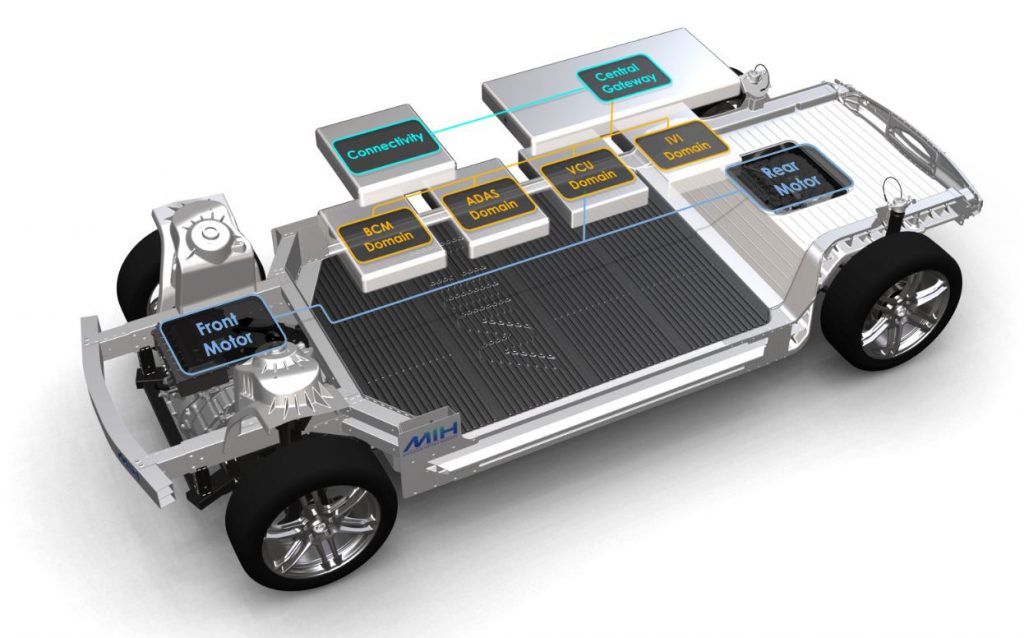 Central
Gateway
Connectivity
IVI
Domain
VCU
Domain
ADAS
Domain
BCM
Domain
Rear
Motor
Front
Motor
MIH